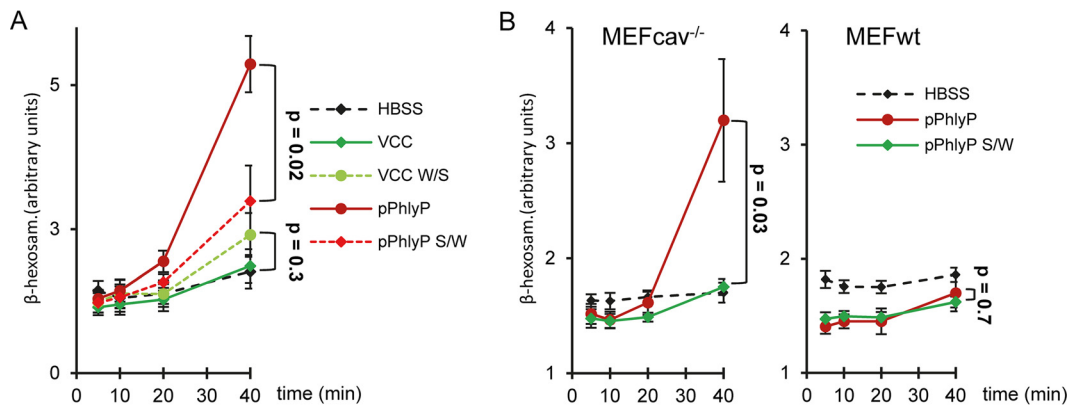 A
β-hexosam.(arbitrary units)
5
3
0
0 10 20 30 40 time (min)
p = 0.02
p = 0.3
HBSS
VCC
VCC W/S
pPhlyP
pPhlyP S/W
B
MEFcav-/-
β-hexosam.(arbitrary units)
4
3
2
1
0 10 20 30 40
p = 0.03
MEFwt
4
3
2
1
0 10 20 30 40 time (min)
HBSS
pPhlyP
pPhlyP S/W
p = 0.7